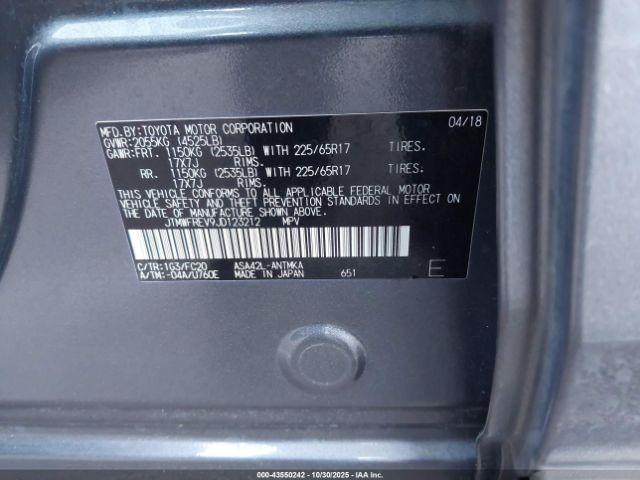 MFD.BY:TOYOTA MOTOR CORPORATION 04/18
GVWR:2055KG (4525LB)
GAWR:FRT. 1150KG (2535LB) WITH 225/65R17 TIRES.
17X7J RIMS.
RR. 1150KG (2535LB) WITH 225/65R17 TIRES.
17X7J RIMS.
THIS VEHICLE CONFORMS TO ALL APPLICABLE FEDERAL MOTOR
VEHICLE SAFETY AND THEFT PREVENTION STANDARDS IN EFFECT
ON THE DATE OF MANUFACTURE SHOWN ABOVE.
JTMWFREV9JD123212 MPV
C/TR:1G3/FC20 ASA42L-ANTMKA
A/TM:-04A/U760E MADE IN JAPAN 651 E
000-43550242 - 10/30/2025 - IAA Inc.